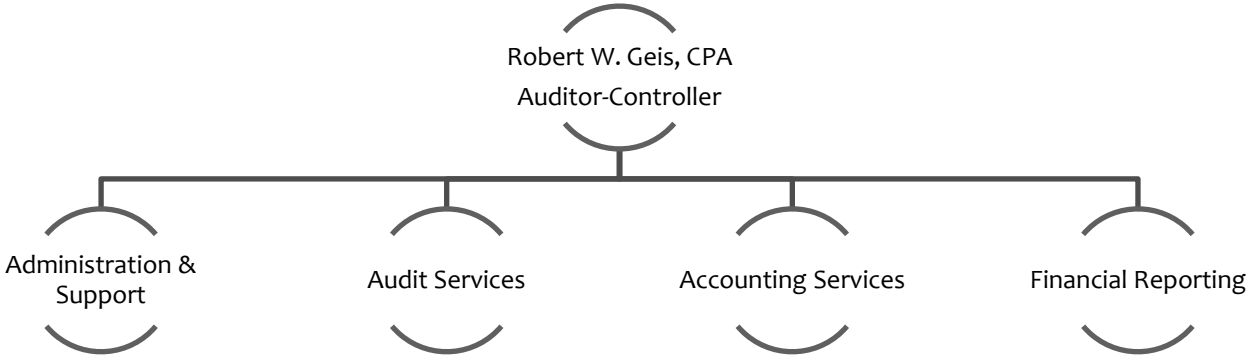 Robert W. Geis, CPA
Auditor-Controller
Administration &
Support
Audit Services
Accounting Services
Financial Reporting